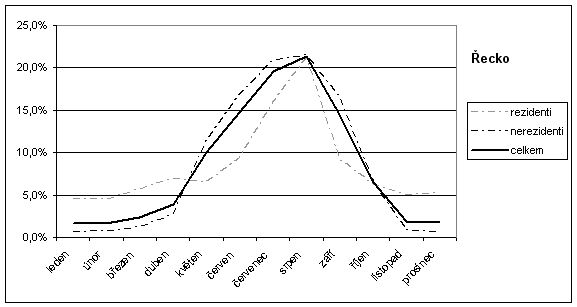 25,0%
Řecko
20,0%
15,0%
10,0%
5,0%
0,0%
rezidenti
nerezidenti
celkem
leden
únor
březen
duben
květen
červen
červenec
srpen
září
říjen
listopad
prosinec